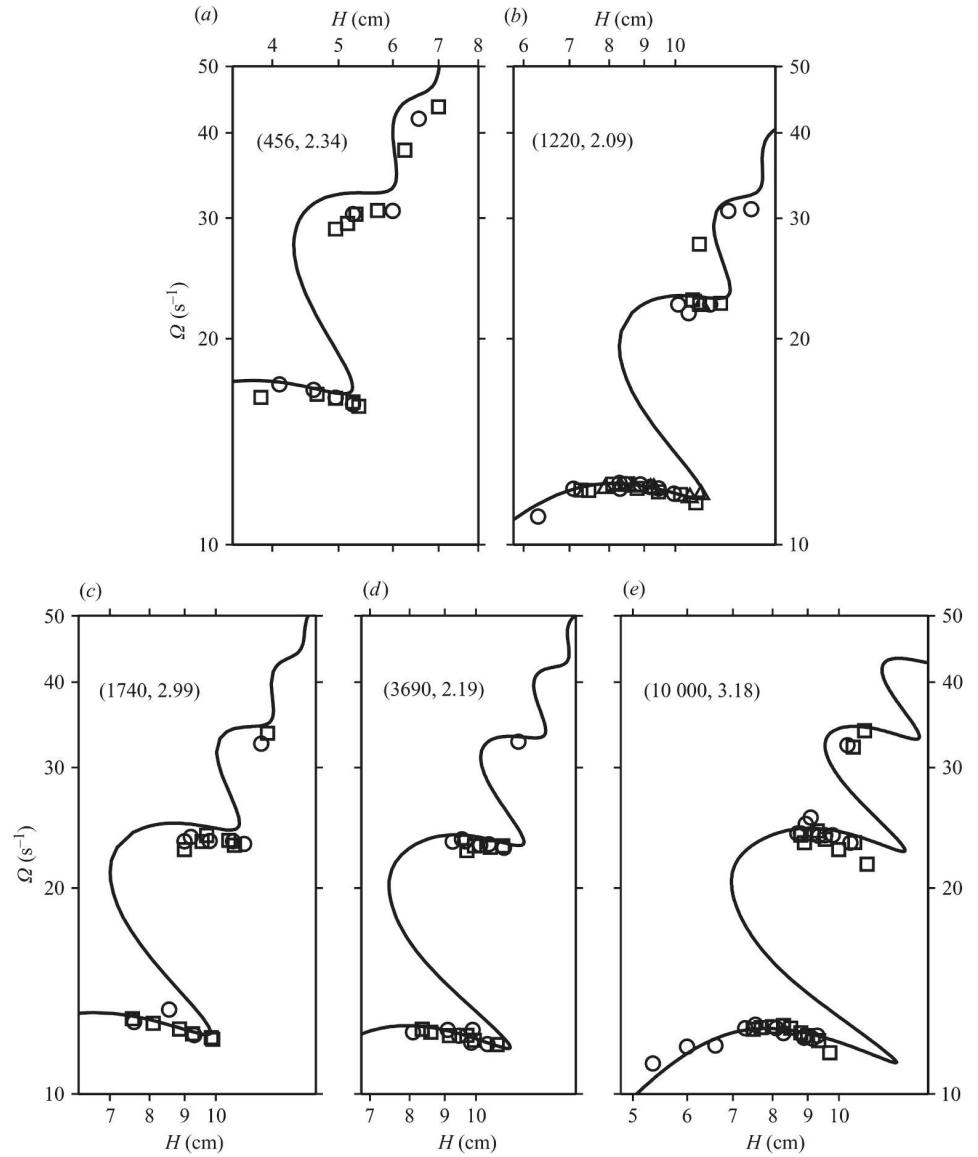 (a) H (cm) (b) H (cm)
4 5 6 7 8 6 7 8 9 10
50 50
40 40
(456, 2.34) (1220, 2.09)
30 30
Ω (s⁻¹)
20 20
10 10
(c) (d) (e)
50 50
40 40
(1740, 2.99) (3690, 2.19) (10 000, 3.18)
30 30
Ω (s⁻¹)
20 20
10 10
7 8 9 10 7 8 9 10 5 6 7 8 9 10
H (cm) H (cm) H (cm)